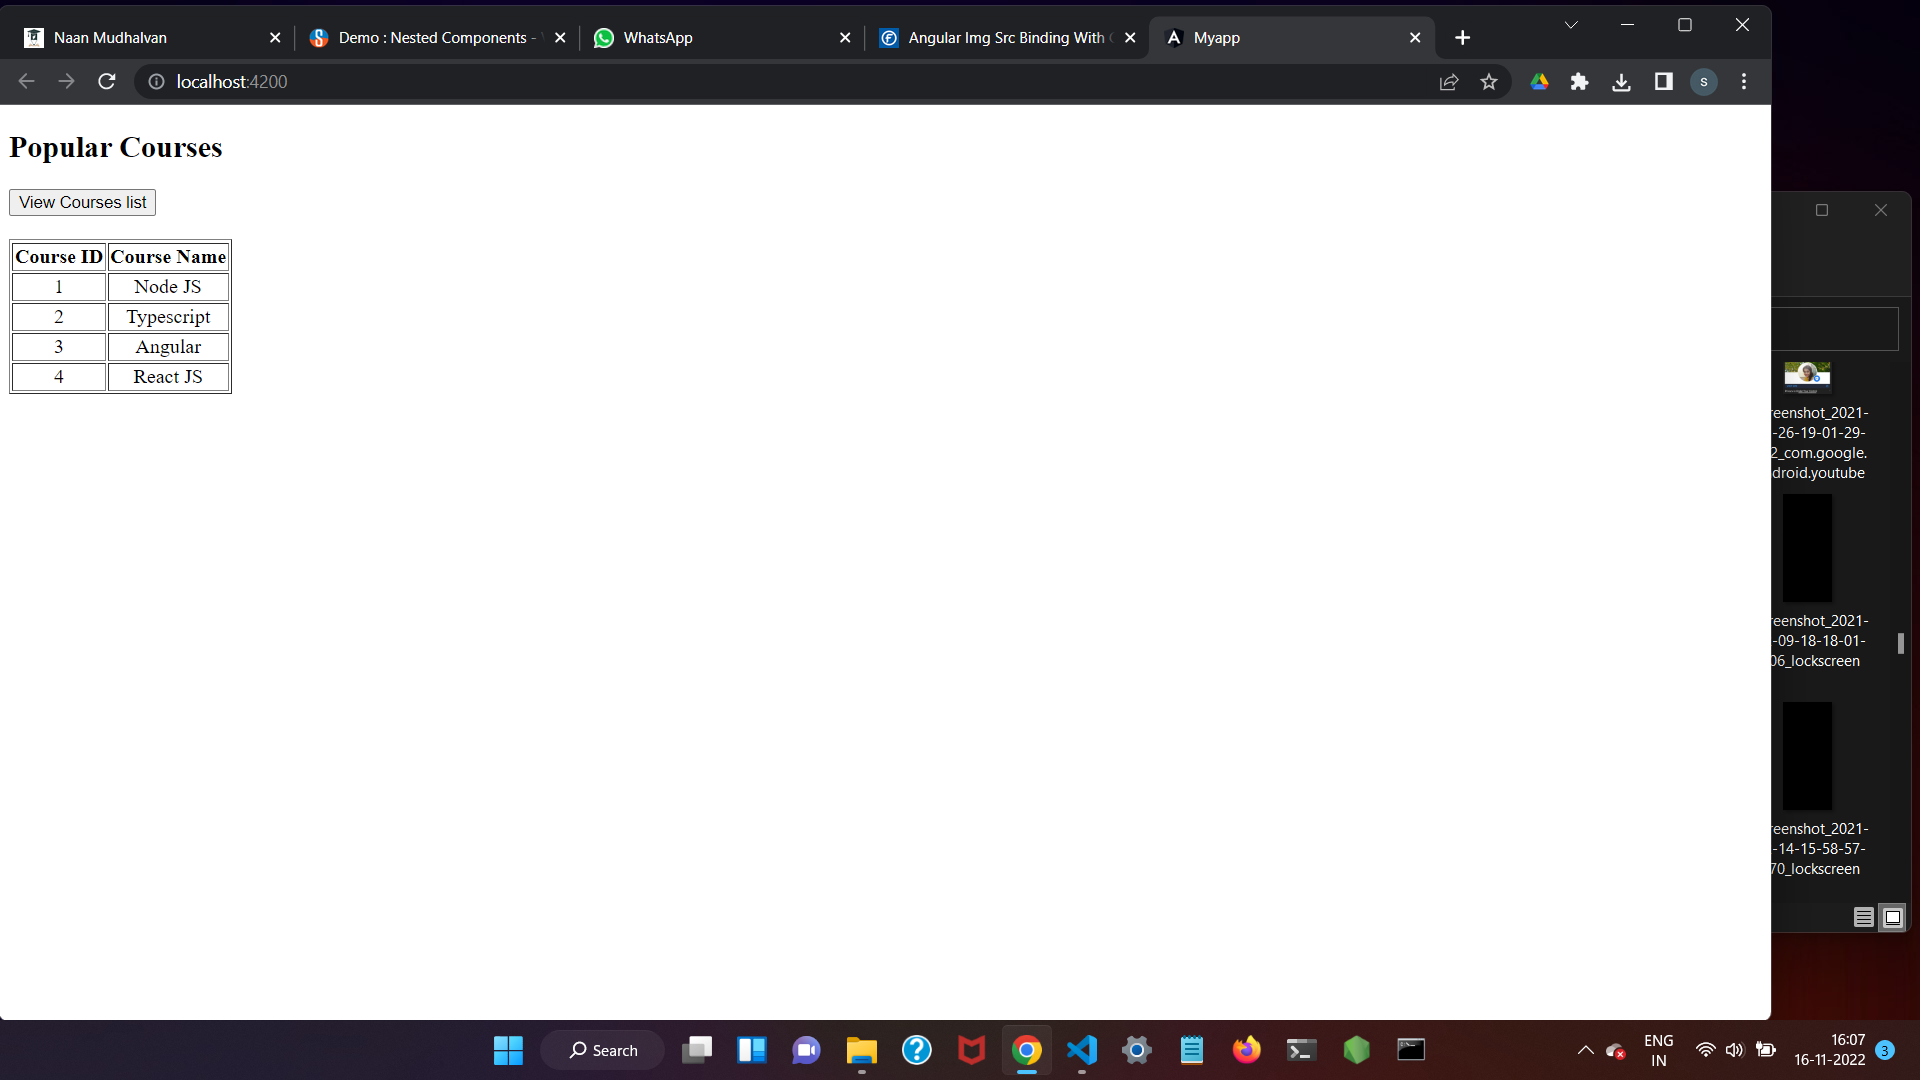 Naan Mudhalvan
Demo : Nested Components -
WhatsApp
Angular Img Src Binding With
Myapp
localhost:4200
S
Popular Courses
View Courses list
Course ID Course Name
1 Node JS
2 Typescript
3 Angular
4 React JS
reenshot_2021-
-26-19-01-29-
2_com.google.
droid.youtube
reenshot_2021-
-09-18-18-01-
06_lockscreen
reenshot_2021-
-14-15-58-57-
70_lockscreen
Search
ENG
IN
16:07
16-11-2022
3